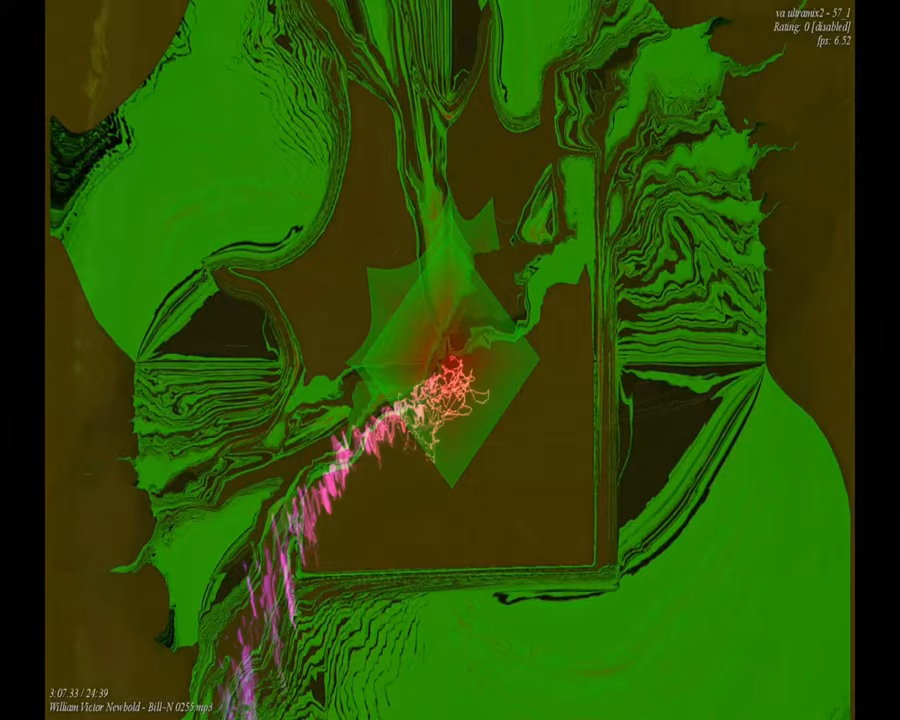 va ultramix2 - 57_1
Rating: 0 [disabled]
fps: 6.52
3:07.33 / 24:39
William Victor Newbold - Bill~N 0255.mp3